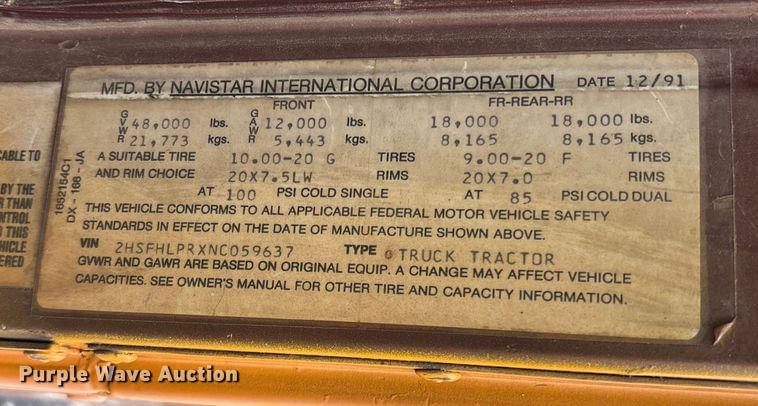 MFD. BY NAVISTAR INTERNATIONAL CORPORATION DATE 12/91
FRONT FR-REAR-RR
GVWR 48,000 lbs. GAWR 12,000 lbs. 18,000 18,000 lbs.
21,773 kgs. 5,443 kgs. 8,165 8,165 kgs.
A SUITABLE TIRE 10.00-20 G TIRES 9.00-20 F TIRES
AND RIM CHOICE 20X7.5LW RIMS 20X7.0 RIMS
AT 100 PSI COLD SINGLE AT 85 PSI COLD DUAL
THIS VEHICLE CONFORMS TO ALL APPLICABLE FEDERAL MOTOR VEHICLE SAFETY
STANDARDS IN EFFECT ON THE DATE OF MANUFACTURE SHOWN ABOVE.
VIN 2HSFHLPRXNC059637 TYPE TRUCK TRACTOR
GVWR AND GAWR ARE BASED ON ORIGINAL EQUIP. A CHANGE MAY AFFECT VEHICLE
CAPACITIES. SEE OWNER'S MANUAL FOR OTHER TIRE AND CAPACITY INFORMATION.
1652154C1
DX - 166 - JA
CABLE TO
BY THE
R THAN
NTROL
THIS
HICLE
ERED
Purple Wave Auction